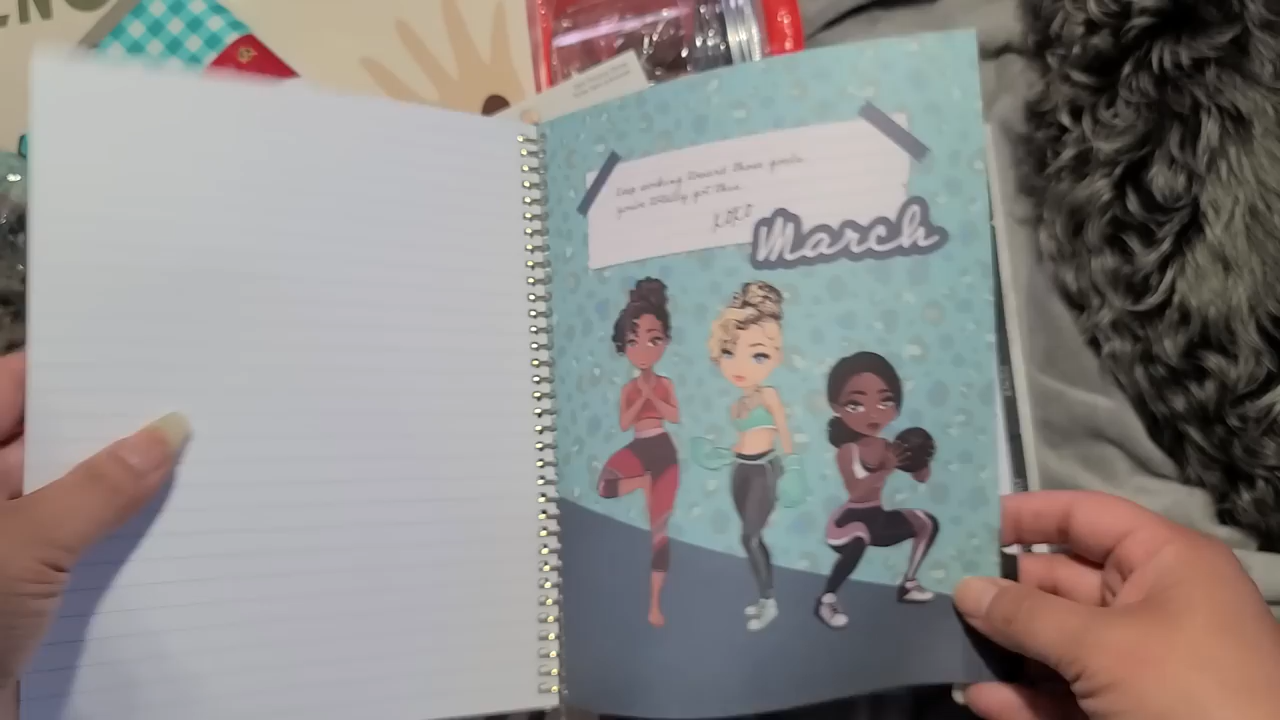 keep working toward those goals.
you've totally got this.
XOXO
March